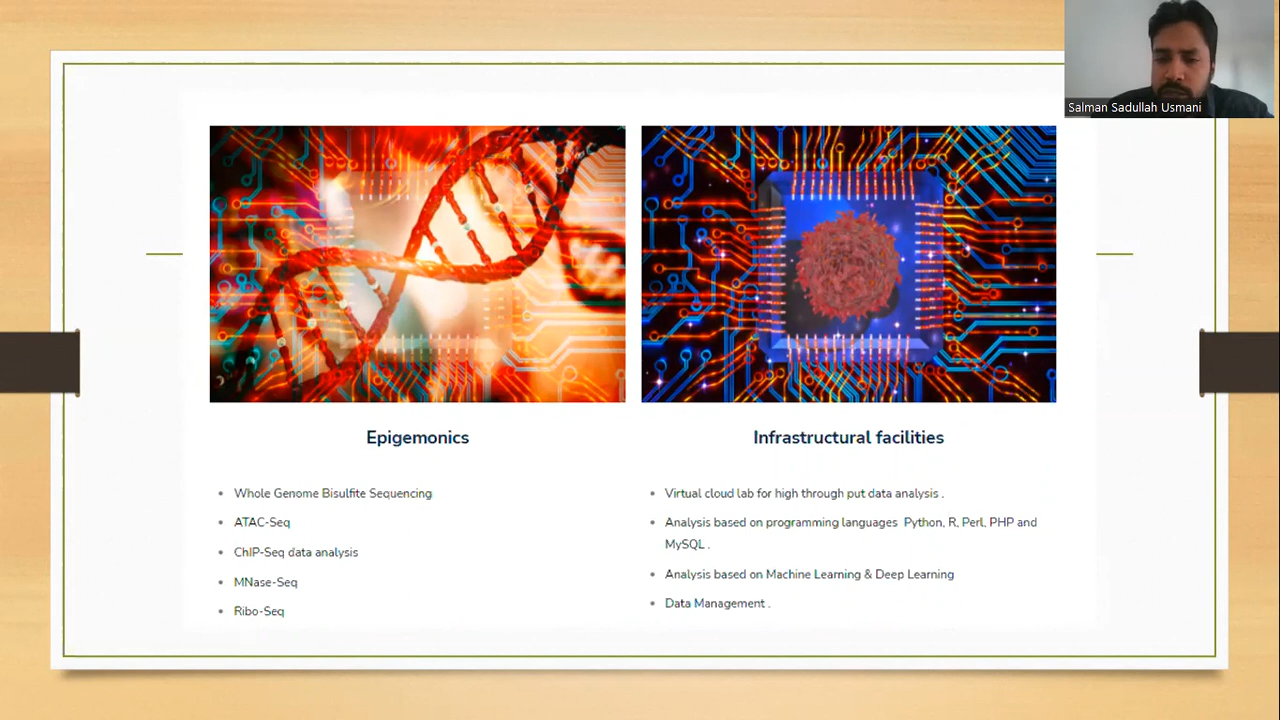 Salman Sadullah Usmani
Epigemonics
Whole Genome Bisulfite Sequencing
ATAC-Seq
ChIP-Seq data analysis
MNase-Seq
Ribo-Seq
Infrastructural facilities
Virtual cloud lab for high through put data analysis .
Analysis based on programming languages  Python, R, Perl, PHP and
MySQL .
Analysis based on Machine Learning & Deep Learning
Data Management .